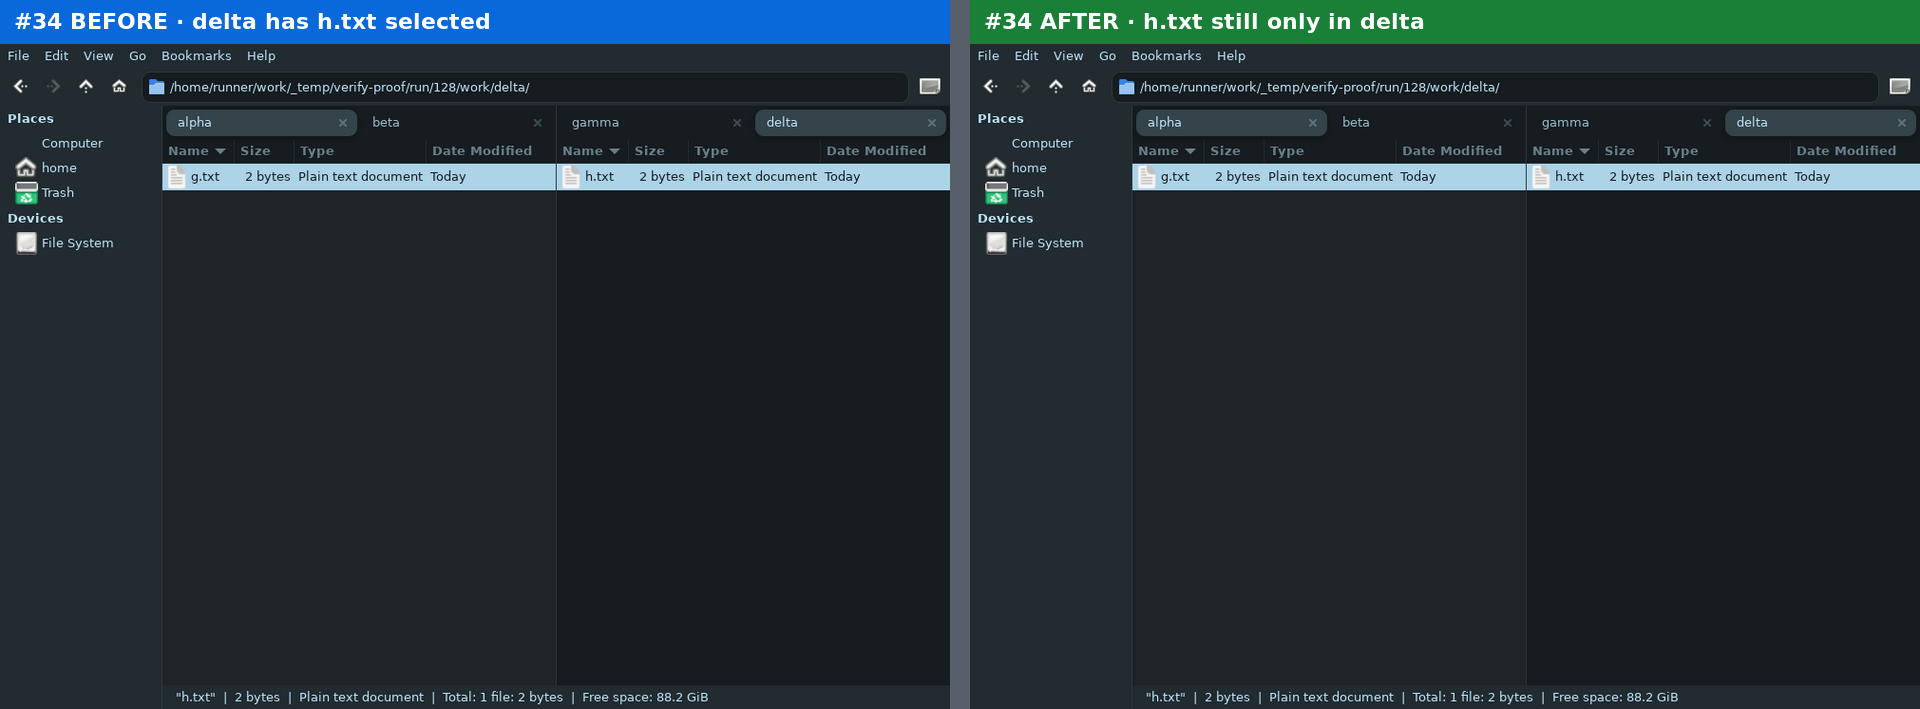 #34 BEFORE · delta has h.txt selected
File Edit View Go Bookmarks Help
/home/runner/work/_temp/verify-proof/run/128/work/delta/
Places
Computer
home
Trash
Devices
File System
alpha beta gamma delta
Name Size Type Date Modified Name Size Type Date Modified
g.txt 2 bytes Plain text document Today h.txt 2 bytes Plain text document Today
"h.txt" | 2 bytes | Plain text document | Total: 1 file: 2 bytes | Free space: 88.2 GiB
#34 AFTER · h.txt still only in delta
File Edit View Go Bookmarks Help
/home/runner/work/_temp/verify-proof/run/128/work/delta/
Places
Computer
home
Trash
Devices
File System
alpha beta gamma delta
Name Size Type Date Modified Name Size Type Date Modified
g.txt 2 bytes Plain text document Today h.txt 2 bytes Plain text document Today
"h.txt" | 2 bytes | Plain text document | Total: 1 file: 2 bytes | Free space: 88.2 GiB